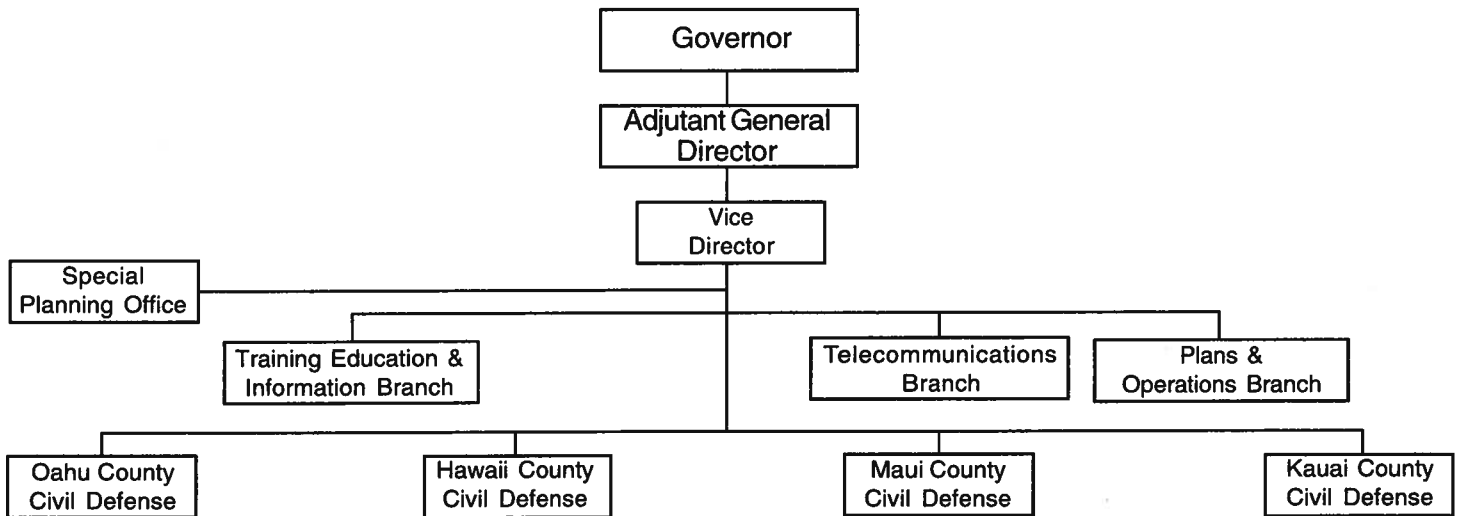 Governor
Adjutant General
Director
Vice
Director
Special
Planning Office
Training Education &
Information Branch
Telecommunications
Branch
Plans &
Operations Branch
Oahu County
Civil Defense
Hawaii County
Civil Defense
Maui County
Civil Defense
Kauai County
Civil Defense